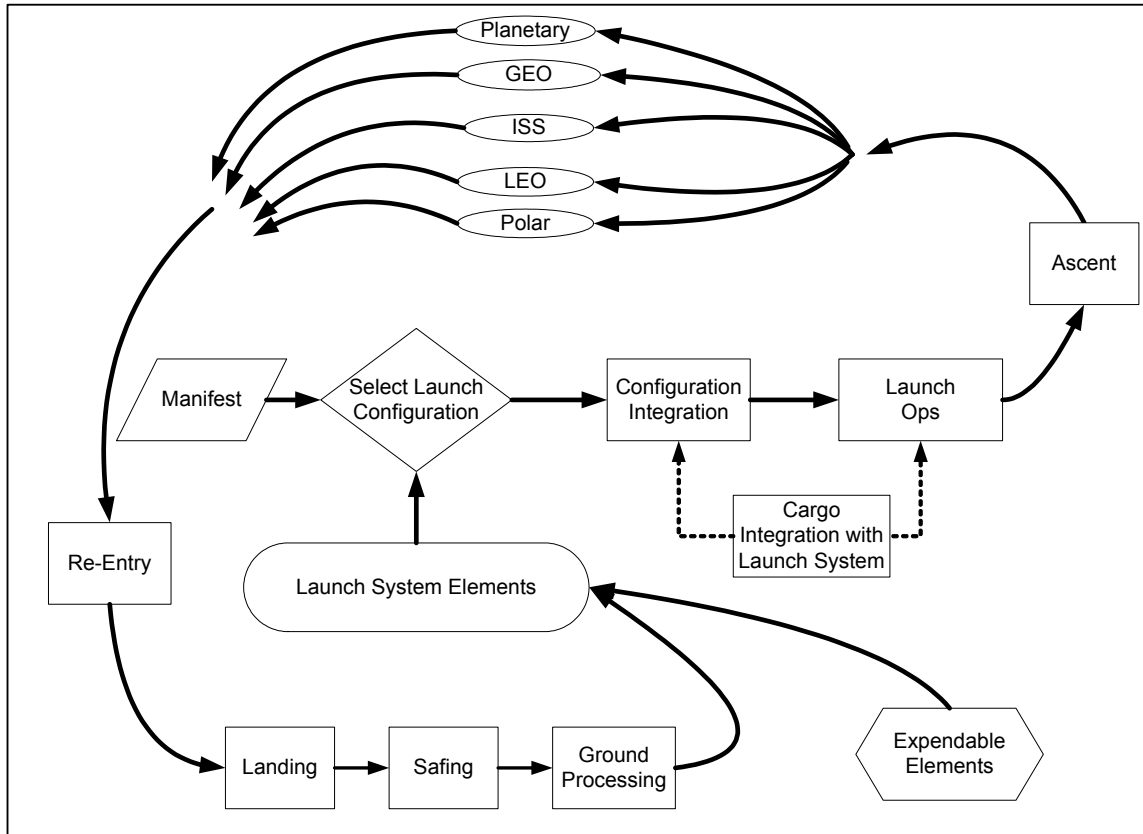 Planetary
GEO
ISS
LEO
Polar
Ascent
Manifest
Select Launch
Configuration
Configuration
Integration
Launch
Ops
Cargo
Integration with
Launch System
Re-Entry
Launch System Elements
Landing
Safing
Ground
Processing
Expendable
Elements